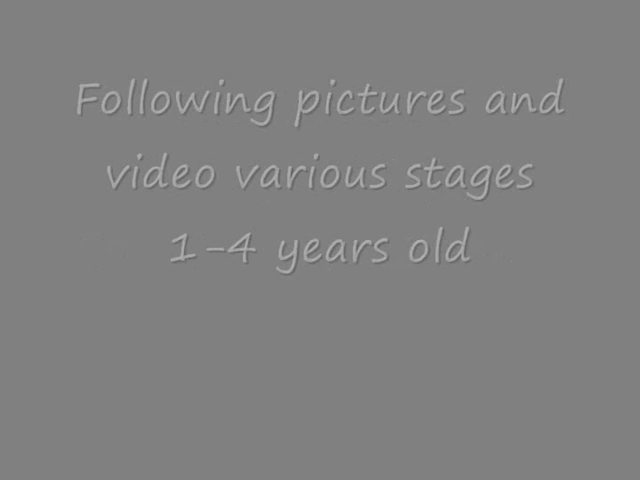 Following pictures and
video various stages
1-4 years old